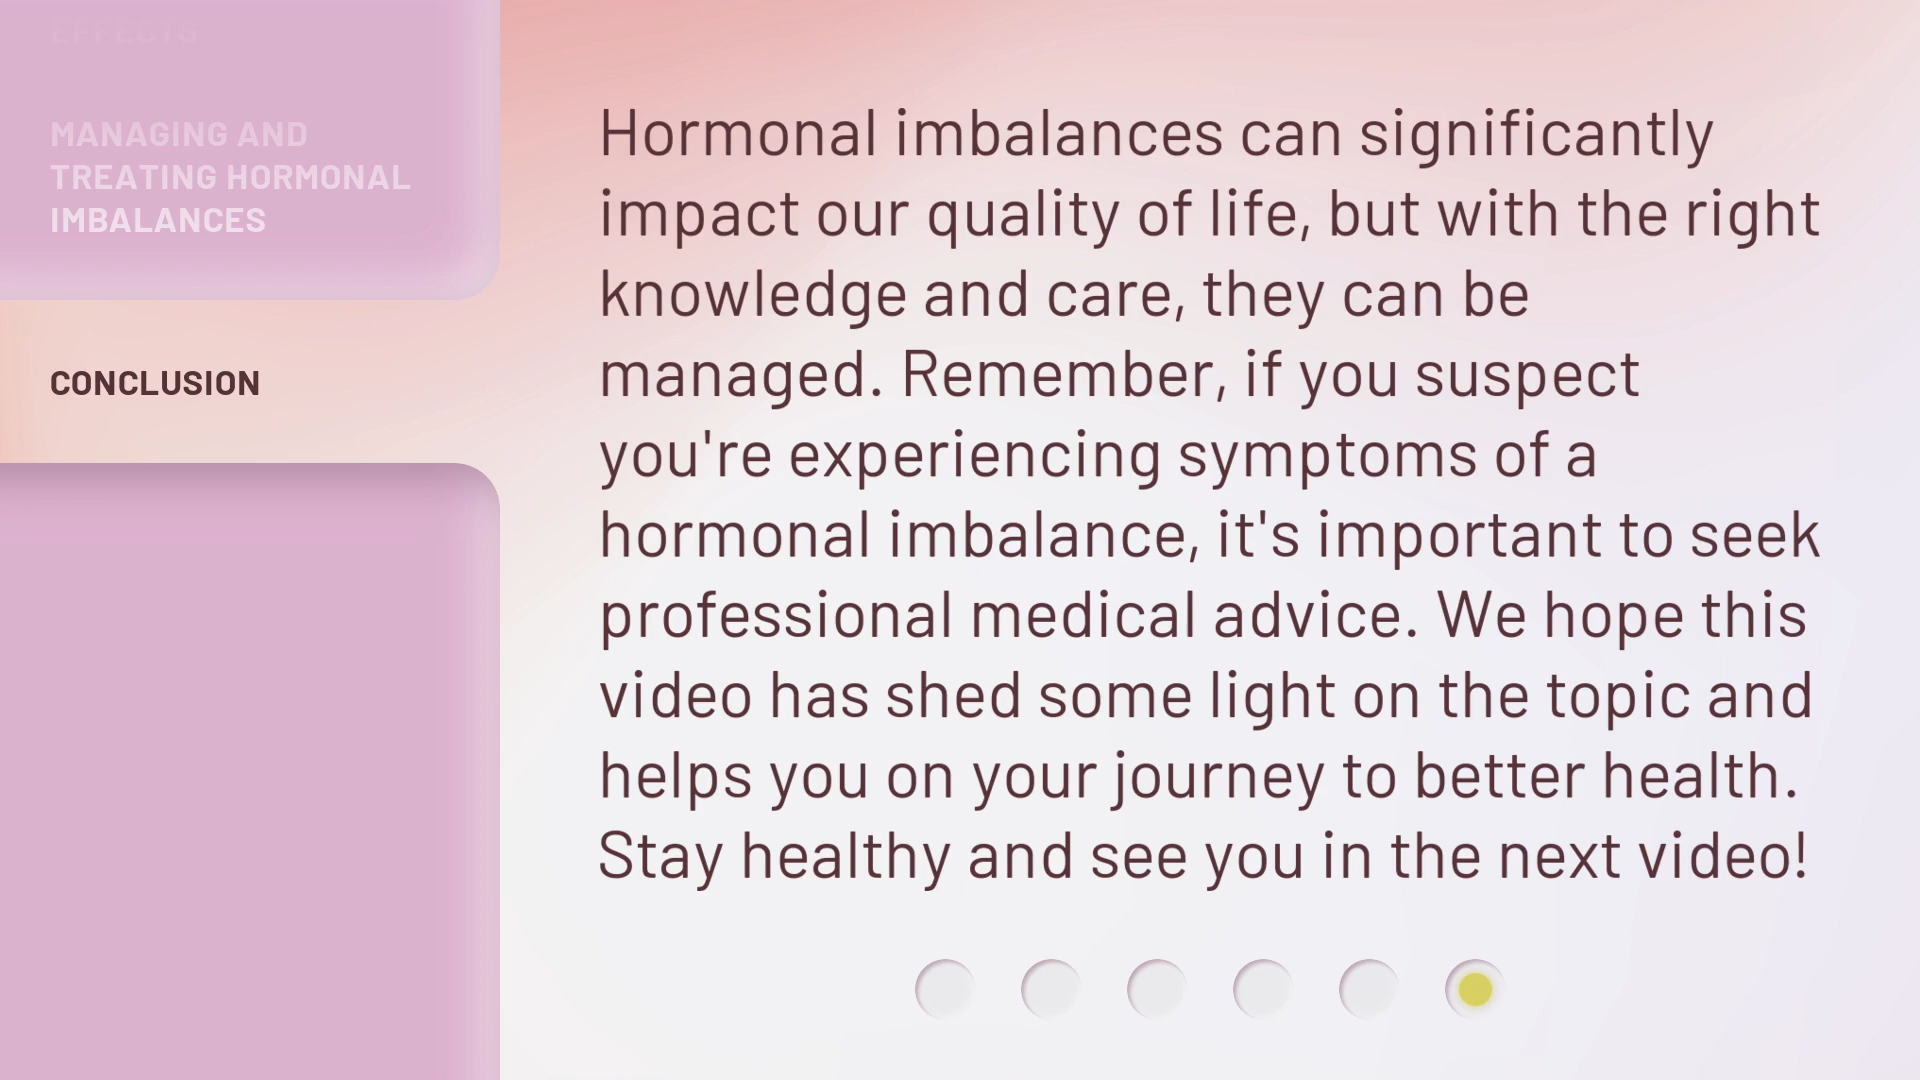 EFFECTS
MANAGING AND
TREATING HORMONAL
IMBALANCES
CONCLUSION
Hormonal imbalances can significantly
impact our quality of life, but with the right
knowledge and care, they can be
managed. Remember, if you suspect
you're experiencing symptoms of a
hormonal imbalance, it's important to seek
professional medical advice. We hope this
video has shed some light on the topic and
helps you on your journey to better health.
Stay healthy and see you in the next video!